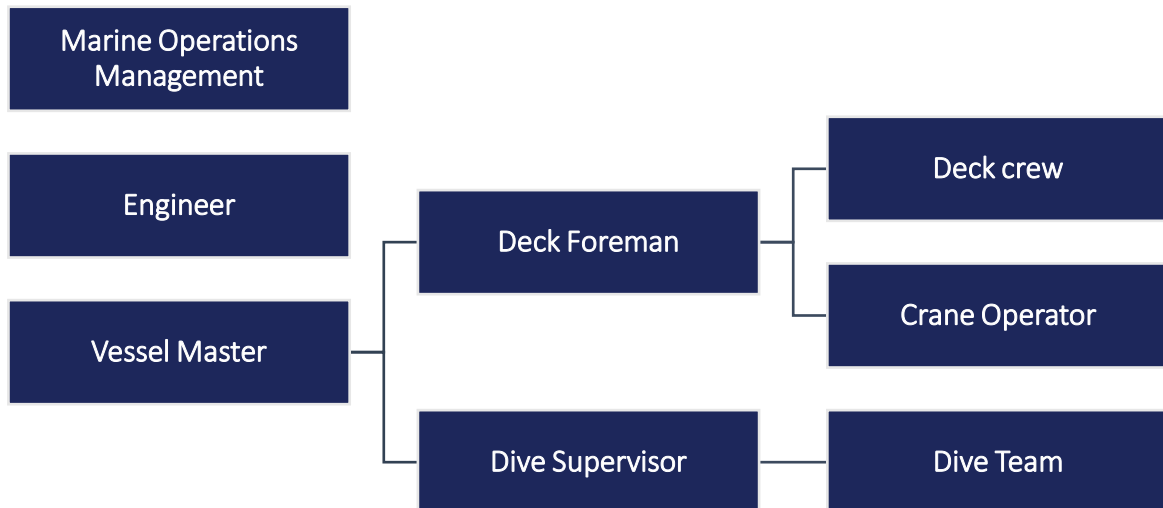 Marine Operations
Management
Engineer
Vessel Master
Deck Foreman
Dive Supervisor
Deck crew
Crane Operator
Dive Team